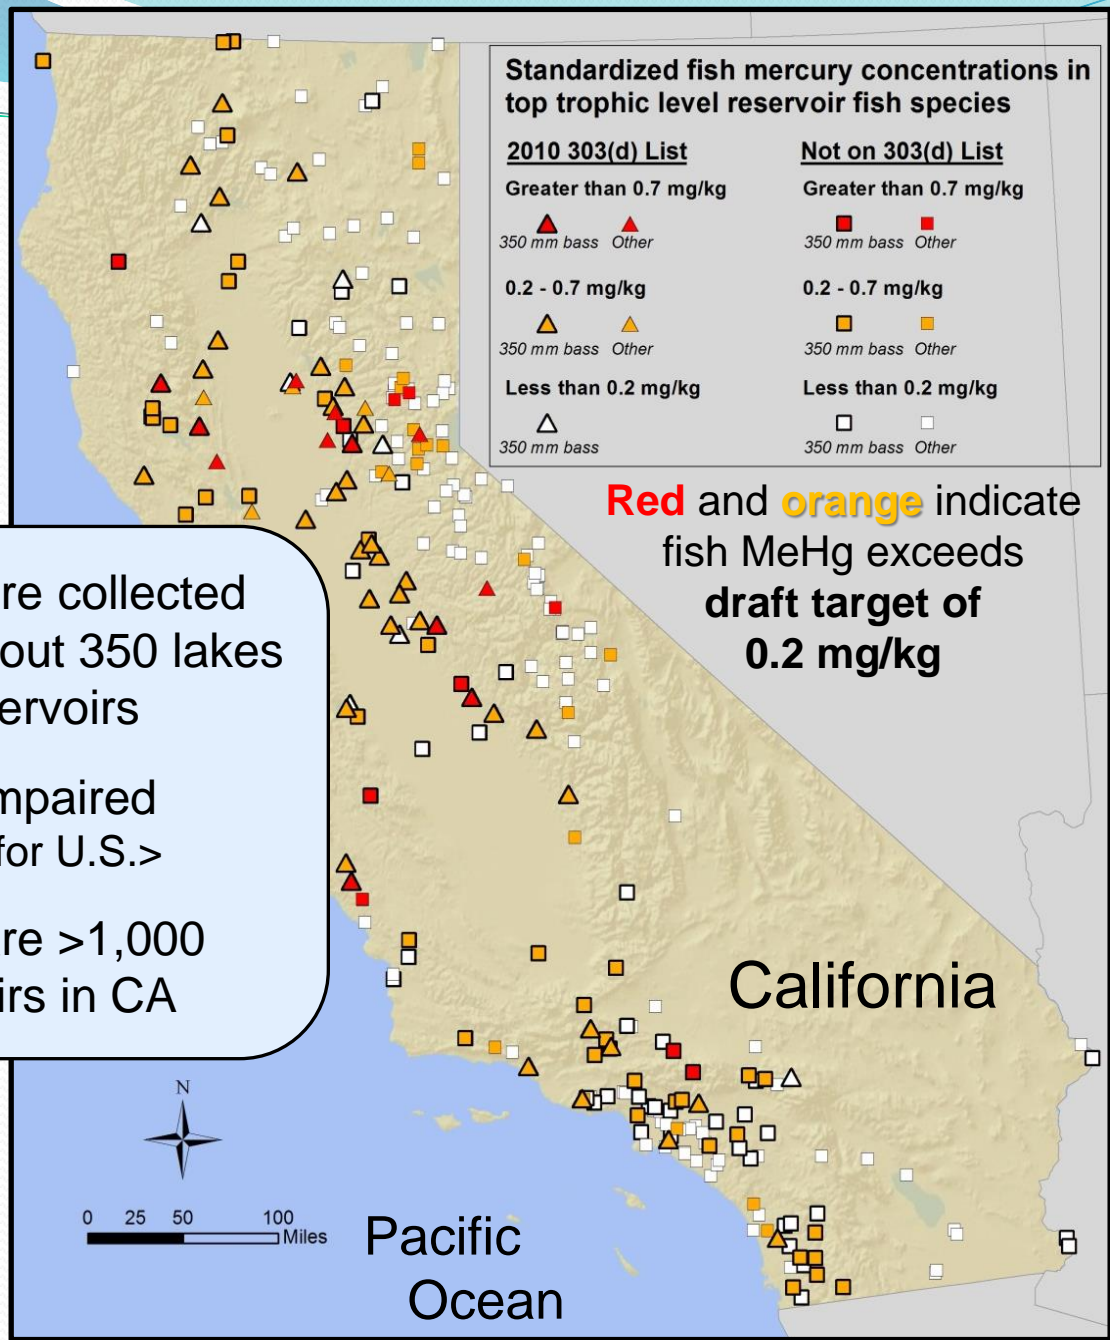 Standardized fish mercury concentrations in
top trophic level reservoir fish species
2010 303(d) List
Not on 303(d) List
Greater than 0.7 mg/kg
Greater than 0.7 mg/kg
350 mm bass Other
350 mm bass Other
0.2 - 0.7 mg/kg
0.2 - 0.7 mg/kg
350 mm bass Other
350 mm bass Other
Less than 0.2 mg/kg
Less than 0.2 mg/kg
350 mm bass
350 mm bass Other
Red and orange indicate
fish MeHg exceeds
draft target of
0.2 mg/kg
re collected
out 350 lakes
ervoirs
mpaired
for U.S.>
re >1,000
irs in CA
California
N
0 25 50 100
Miles
Pacific
Ocean